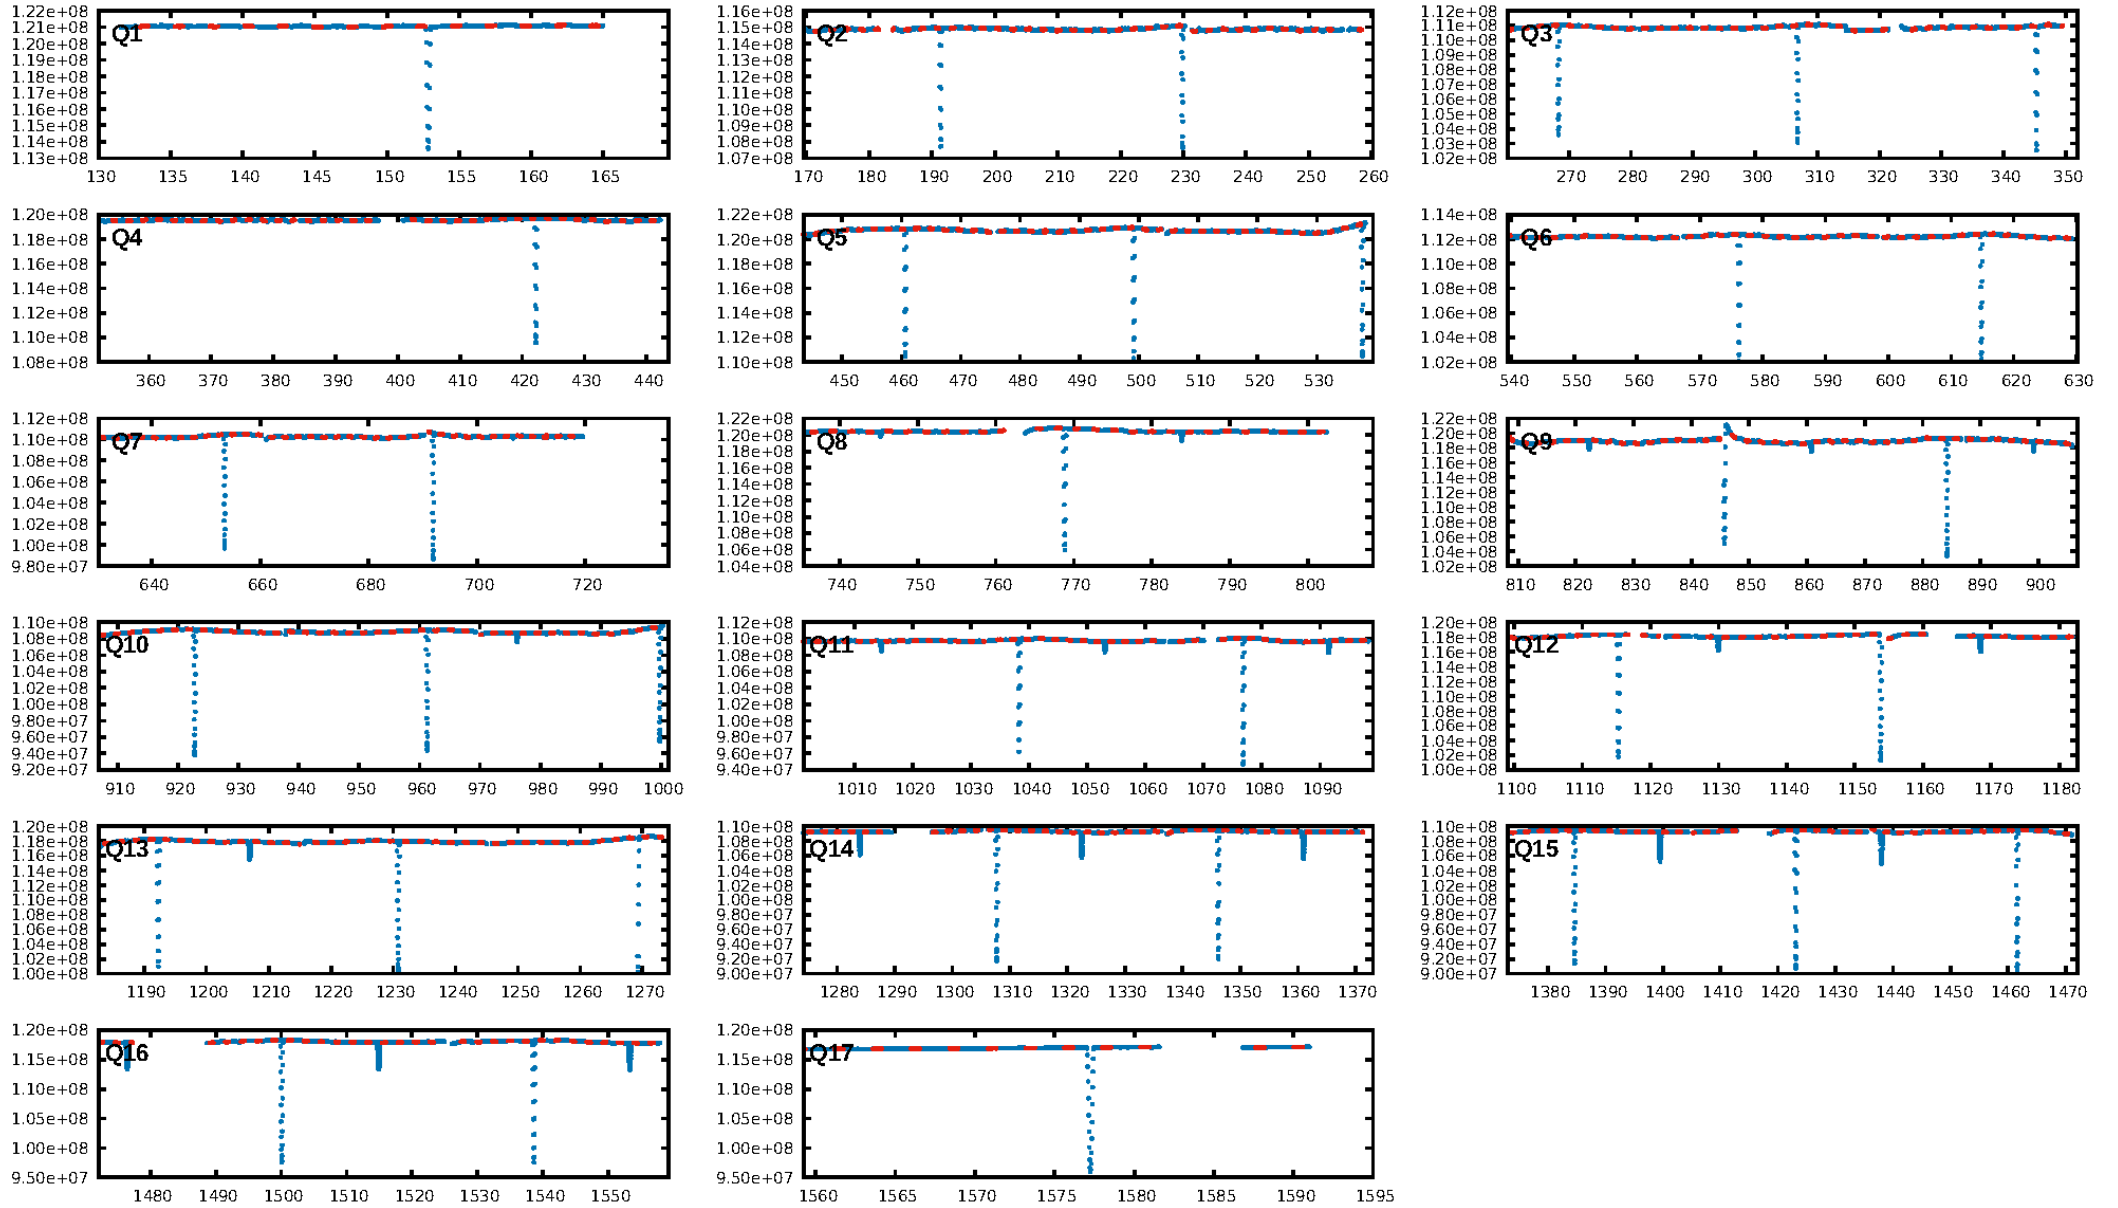 1.22e+08
1.21e+08
1.20e+08
1.19e+08
1.18e+08
1.17e+08
1.16e+08
1.15e+08
1.14e+08
1.13e+08
Q1
130 135 140 145 150 155 160 165
1.16e+08
1.15e+08
1.14e+08
1.13e+08
1.12e+08
1.11e+08
1.10e+08
1.09e+08
1.08e+08
1.07e+08
Q2
170 180 190 200 210 220 230 240 250 260
1.12e+08
1.11e+08
1.10e+08
1.09e+08
1.08e+08
1.07e+08
1.06e+08
1.05e+08
1.04e+08
1.03e+08
1.02e+08
Q3
270 280 290 300 310 320 330 340 350
1.20e+08
1.18e+08
1.16e+08
1.14e+08
1.12e+08
1.10e+08
1.08e+08
Q4
360 370 380 390 400 410 420 430 440
1.22e+08
1.20e+08
1.18e+08
1.16e+08
1.14e+08
1.12e+08
1.10e+08
Q5
450 460 470 480 490 500 510 520 530
1.14e+08
1.12e+08
1.10e+08
1.08e+08
1.06e+08
1.04e+08
1.02e+08
Q6
540 550 560 570 580 590 600 610 620 630
1.12e+08
1.10e+08
1.08e+08
1.06e+08
1.04e+08
1.02e+08
1.00e+08
9.80e+07
Q7
640 660 680 700 720
1.22e+08
1.20e+08
1.18e+08
1.16e+08
1.14e+08
1.12e+08
1.10e+08
1.08e+08
1.06e+08
1.04e+08
Q8
740 750 760 770 780 790 800
1.22e+08
1.20e+08
1.18e+08
1.16e+08
1.14e+08
1.12e+08
1.10e+08
1.08e+08
1.06e+08
1.04e+08
1.02e+08
Q9
810 820 830 840 850 860 870 880 890 900
1.10e+08
1.08e+08
1.06e+08
1.04e+08
1.02e+08
1.00e+08
9.80e+07
9.60e+07
9.40e+07
9.20e+07
Q10
910 920 930 940 950 960 970 980 990 1000
1.12e+08
1.10e+08
1.08e+08
1.06e+08
1.04e+08
1.02e+08
1.00e+08
9.80e+07
9.60e+07
9.40e+07
Q11
1010 1020 1030 1040 1050 1060 1070 1080 1090
1.20e+08
1.18e+08
1.16e+08
1.14e+08
1.12e+08
1.10e+08
1.08e+08
1.06e+08
1.04e+08
1.02e+08
1.00e+08
Q12
1100 1110 1120 1130 1140 1150 1160 1170 1180
1.20e+08
1.18e+08
1.16e+08
1.14e+08
1.12e+08
1.10e+08
1.08e+08
1.06e+08
1.04e+08
1.02e+08
1.00e+08
Q13
1190 1200 1210 1220 1230 1240 1250 1260 1270
1.10e+08
1.08e+08
1.06e+08
1.04e+08
1.02e+08
1.00e+08
9.80e+07
9.60e+07
9.40e+07
9.20e+07
9.00e+07
Q14
1280 1290 1300 1310 1320 1330 1340 1350 1360 1370
1.10e+08
1.08e+08
1.06e+08
1.04e+08
1.02e+08
1.00e+08
9.80e+07
9.60e+07
9.40e+07
9.20e+07
9.00e+07
Q15
1380 1390 1400 1410 1420 1430 1440 1450 1460 1470
1.20e+08
1.15e+08
1.10e+08
1.05e+08
1.00e+08
9.50e+07
Q16
1480 1490 1500 1510 1520 1530 1540 1550
1.20e+08
1.15e+08
1.10e+08
1.05e+08
1.00e+08
9.50e+07
Q17
1560 1565 1570 1575 1580 1585 1590 1595